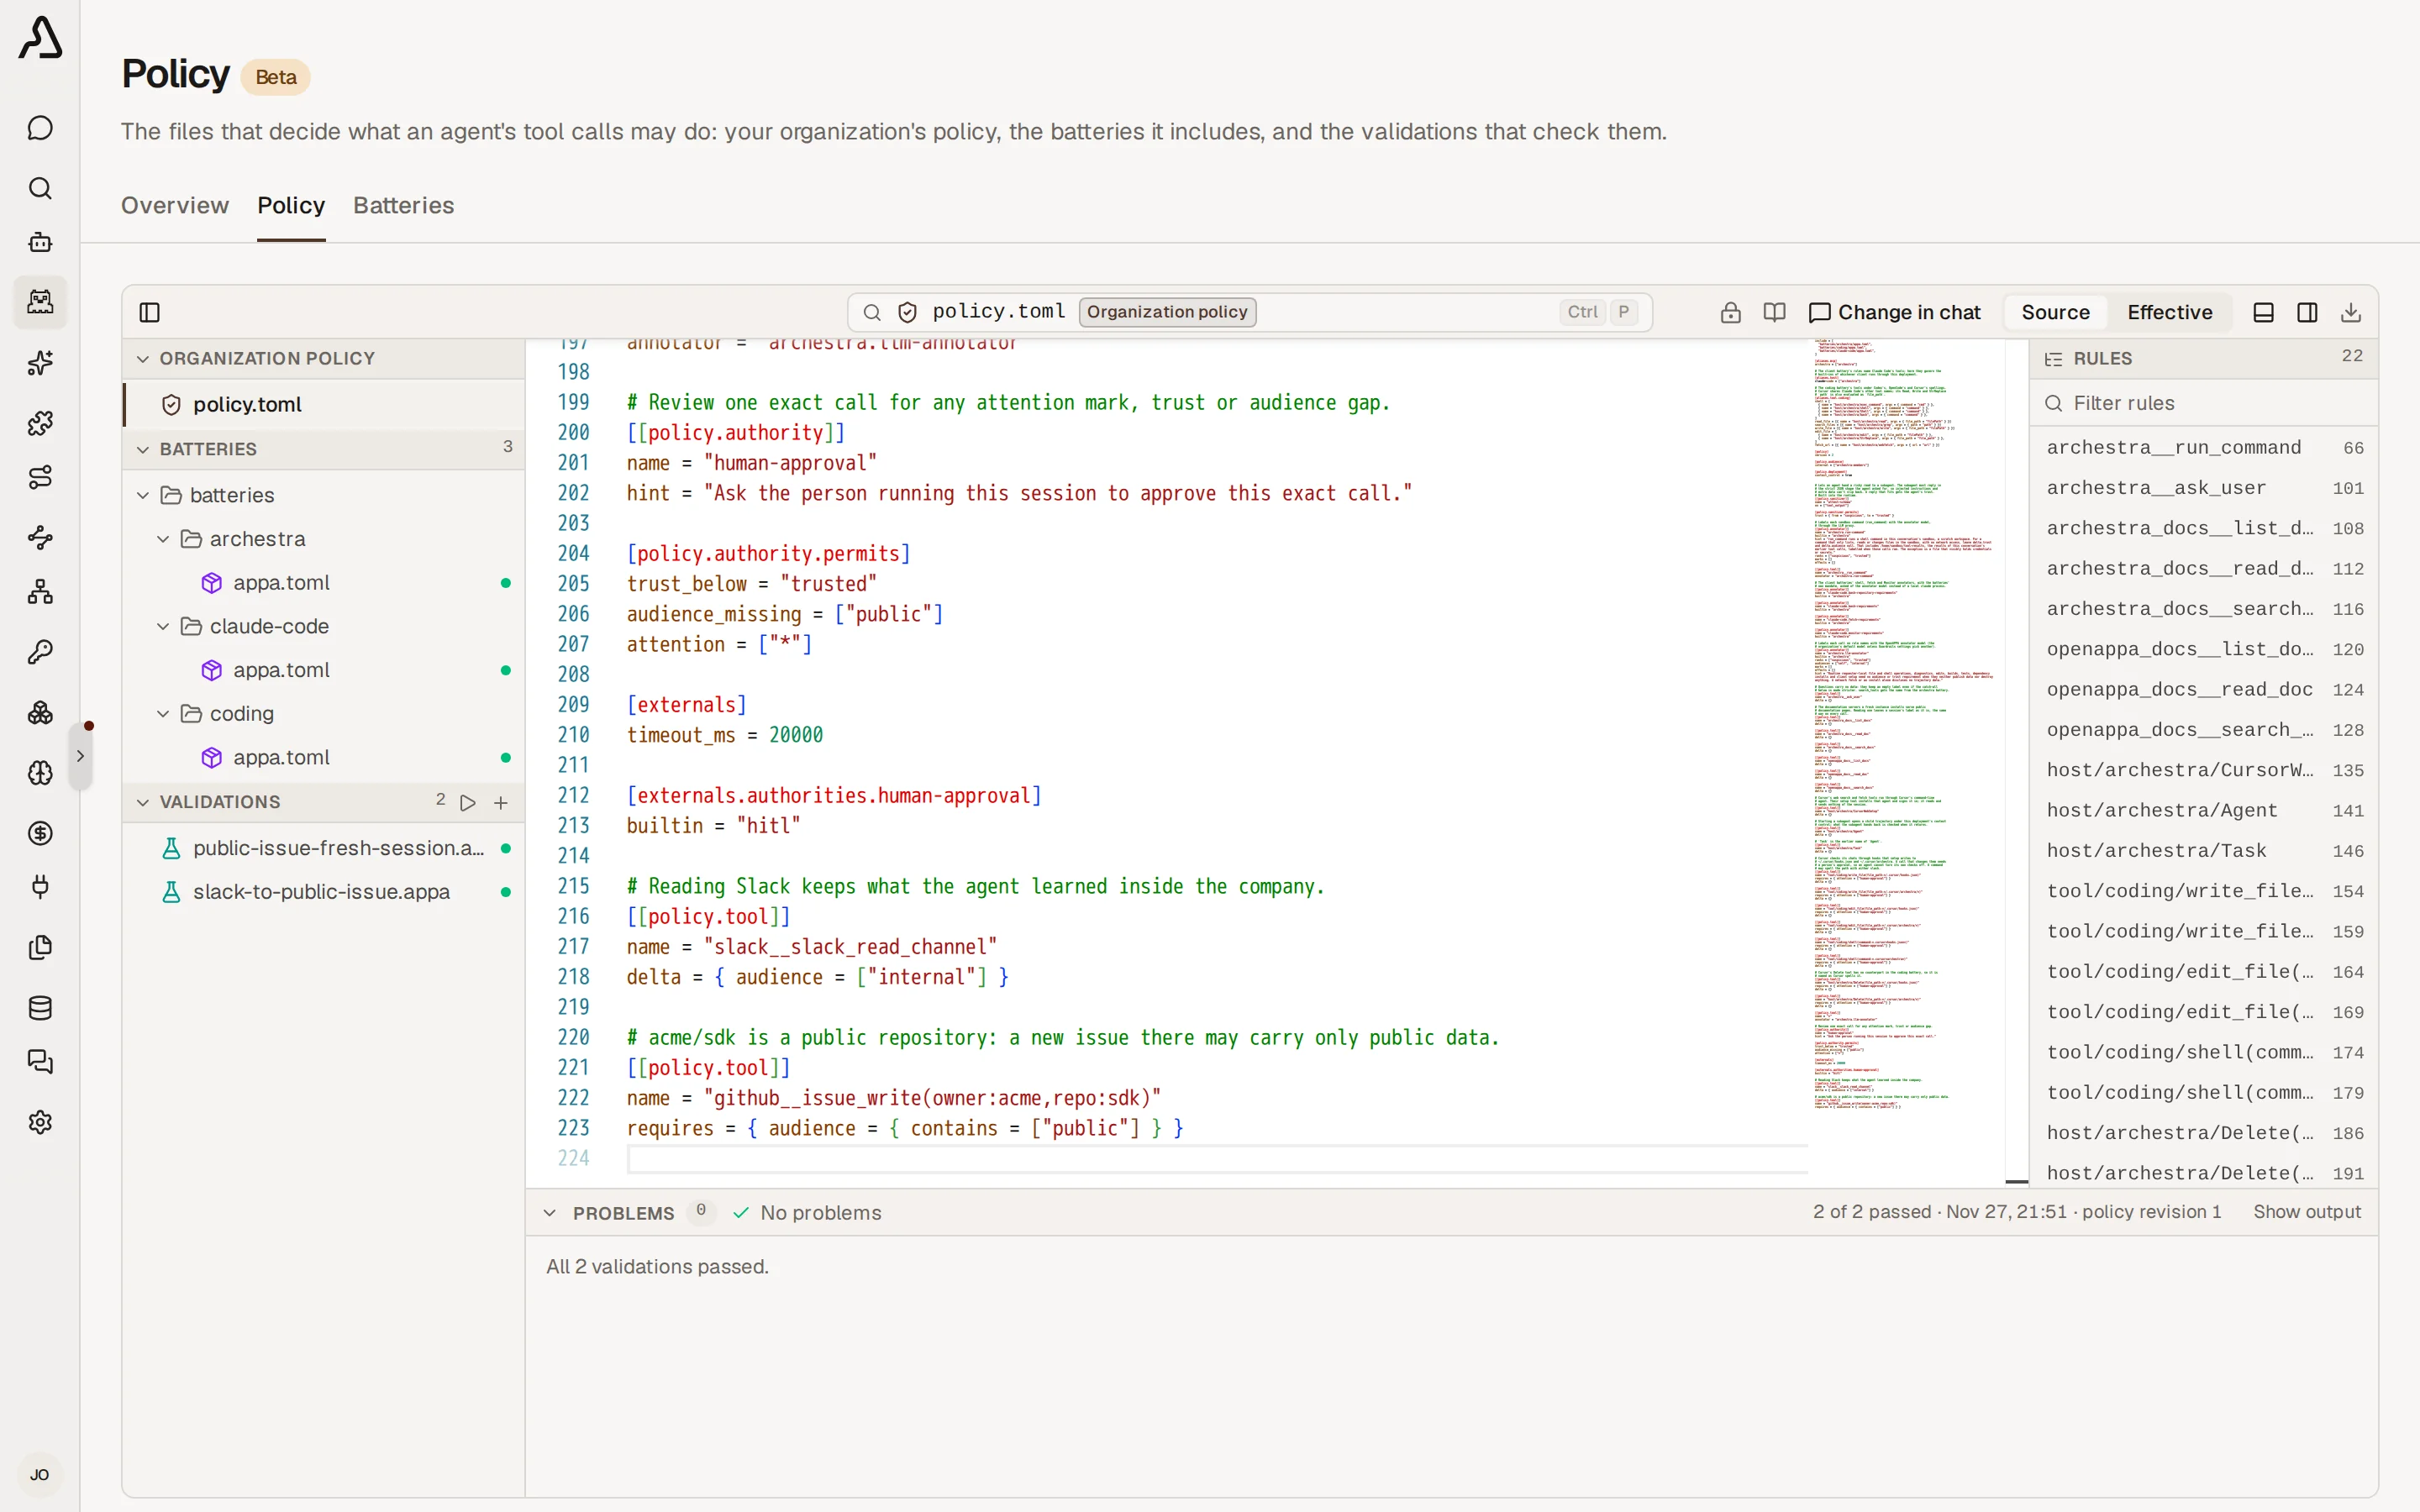 Policy Beta
The files that decide what an agent's tool calls may do: your organization's policy, the batteries it includes, and the validations that check them.
Overview Policy Batteries
policy.toml Organization policy Ctrl P
Change in chat Source Effective
ORGANIZATION POLICY
policy.toml
BATTERIES 3
batteries
archestra
appa.toml
claude-code
appa.toml
coding
appa.toml
VALIDATIONS 2
public-issue-fresh-session.a...
slack-to-public-issue.appa
JO
197 annotator = "archestra.llm-annotator"
198
199 # Review one exact call for any attention mark, trust or audience gap.
200 [[policy.authority]]
201 name = "human-approval"
202 hint = "Ask the person running this session to approve this exact call."
203
204 [policy.authority.permits]
205 trust_below = "trusted"
206 audience_missing = ["public"]
207 attention = ["*"]
208
209 [externals]
210 timeout_ms = 20000
211
212 [externals.authorities.human-approval]
213 builtin = "hitl"
214
215 # Reading Slack keeps what the agent learned inside the company.
216 [[policy.tool]]
217 name = "slack__slack_read_channel"
218 delta = { audience = ["internal"] }
219
220 # acme/sdk is a public repository: a new issue there may carry only public data.
221 [[policy.tool]]
222 name = "github__issue_write(owner:acme,repo:sdk)"
223 requires = { audience = { contains = ["public"] } }
224
RULES 22
Filter rules
archestra__run_command 66
archestra__ask_user 101
archestra_docs__list_d... 108
archestra_docs__read_d... 112
archestra_docs__search... 116
openappa_docs__list_do... 120
openappa_docs__read_doc 124
openappa_docs__search_... 128
host/archestra/CursorW... 135
host/archestra/Agent 141
host/archestra/Task 146
tool/coding/write_file... 154
tool/coding/write_file... 159
tool/coding/edit_file(... 164
tool/coding/edit_file(... 169
tool/coding/shell(comm... 174
tool/coding/shell(comm... 179
host/archestra/Delete(... 186
host/archestra/Delete(... 191
PROBLEMS 0 No problems
2 of 2 passed · Nov 27, 21:51 · policy revision 1 Show output
All 2 validations passed.